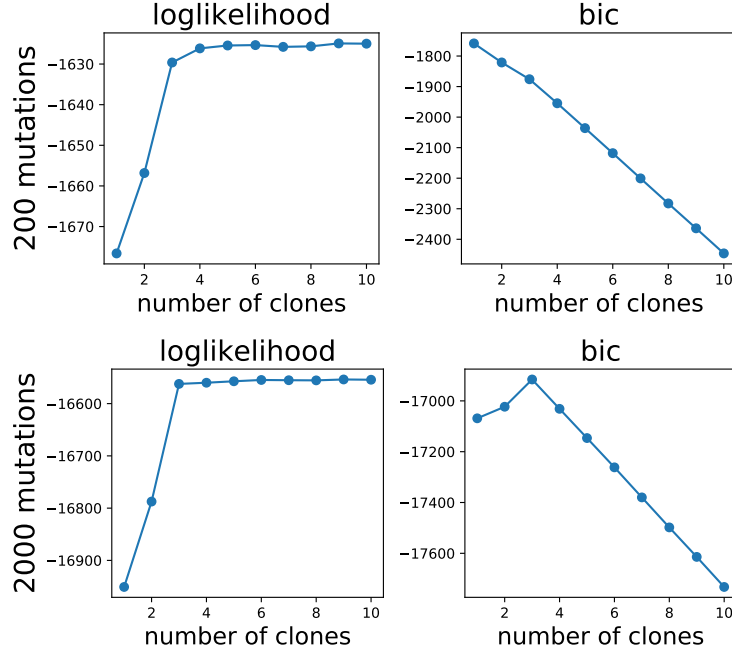 loglikelihood
bic
200 mutations
−1630
−1640
−1650
−1660
−1670
2 4 6 8 10
number of clones
−1800
−1900
−2000
−2100
−2200
−2300
−2400
2 4 6 8 10
number of clones
loglikelihood
bic
2000 mutations
−16600
−16700
−16800
−16900
2 4 6 8 10
number of clones
−17000
−17200
−17400
−17600
2 4 6 8 10
number of clones